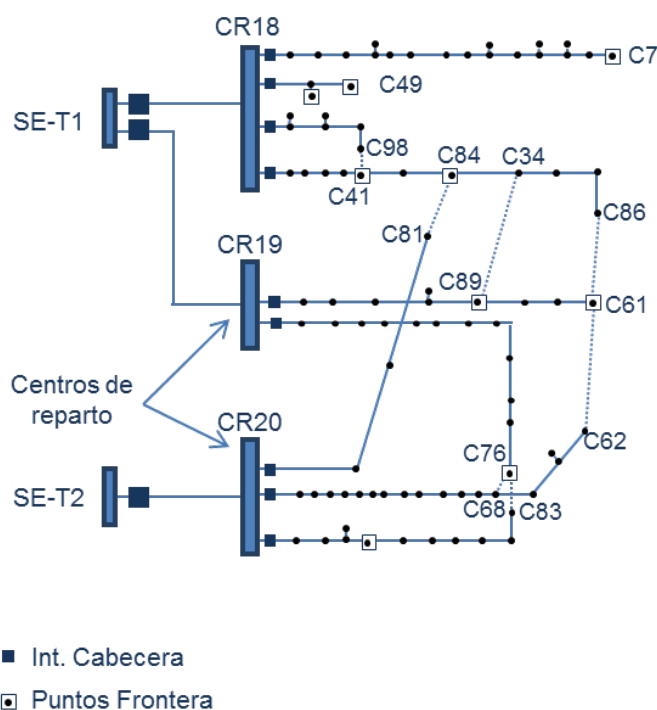 CR18
C7
C49
SE-T1
C98
C84
C34
C41
C86
C81
CR19
C89
C61
Centros de
reparto
CR20
C62
C76
SE-T2
C68
C83
Int. Cabecera
Puntos Frontera